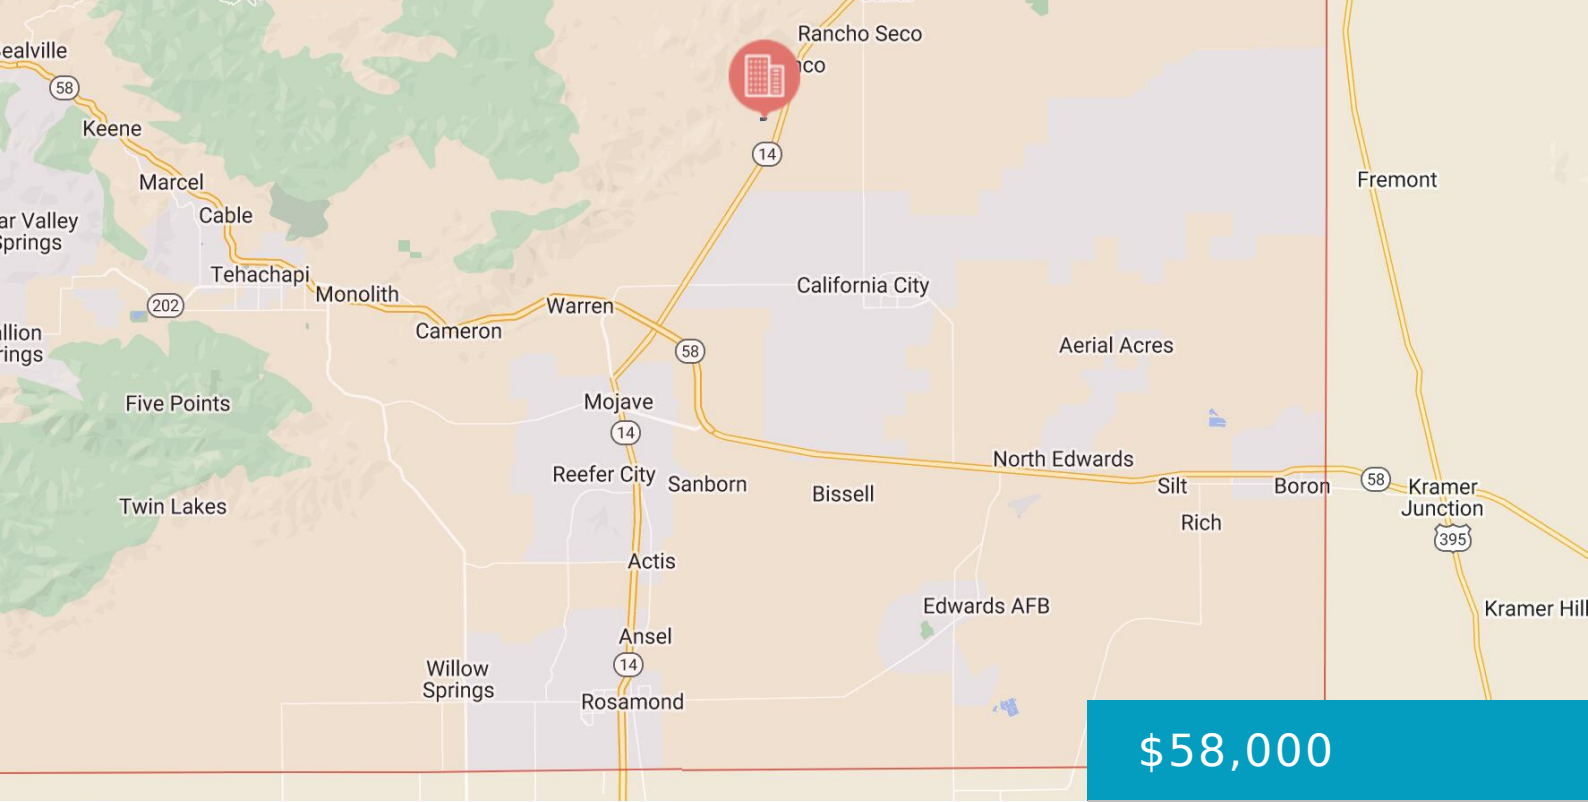 Rancho Seco
ealville
nco
58
Keene
14
Marcel
Fremont
Cable
ar Valley
Springs
Tehachapi
California City
Monolith
202
Warren
Cameron
allion
rings
58
Aerial Acres
Five Points
Mojave
14
North Edwards
Reefer City
Sanborn
Bissell
Silt
Boron
58
Kramer
Junction
Twin Lakes
Rich
395
Actis
Edwards AFB
Kramer Hill
Ansel
14
Willow
Springs
Rosamond
$58,000